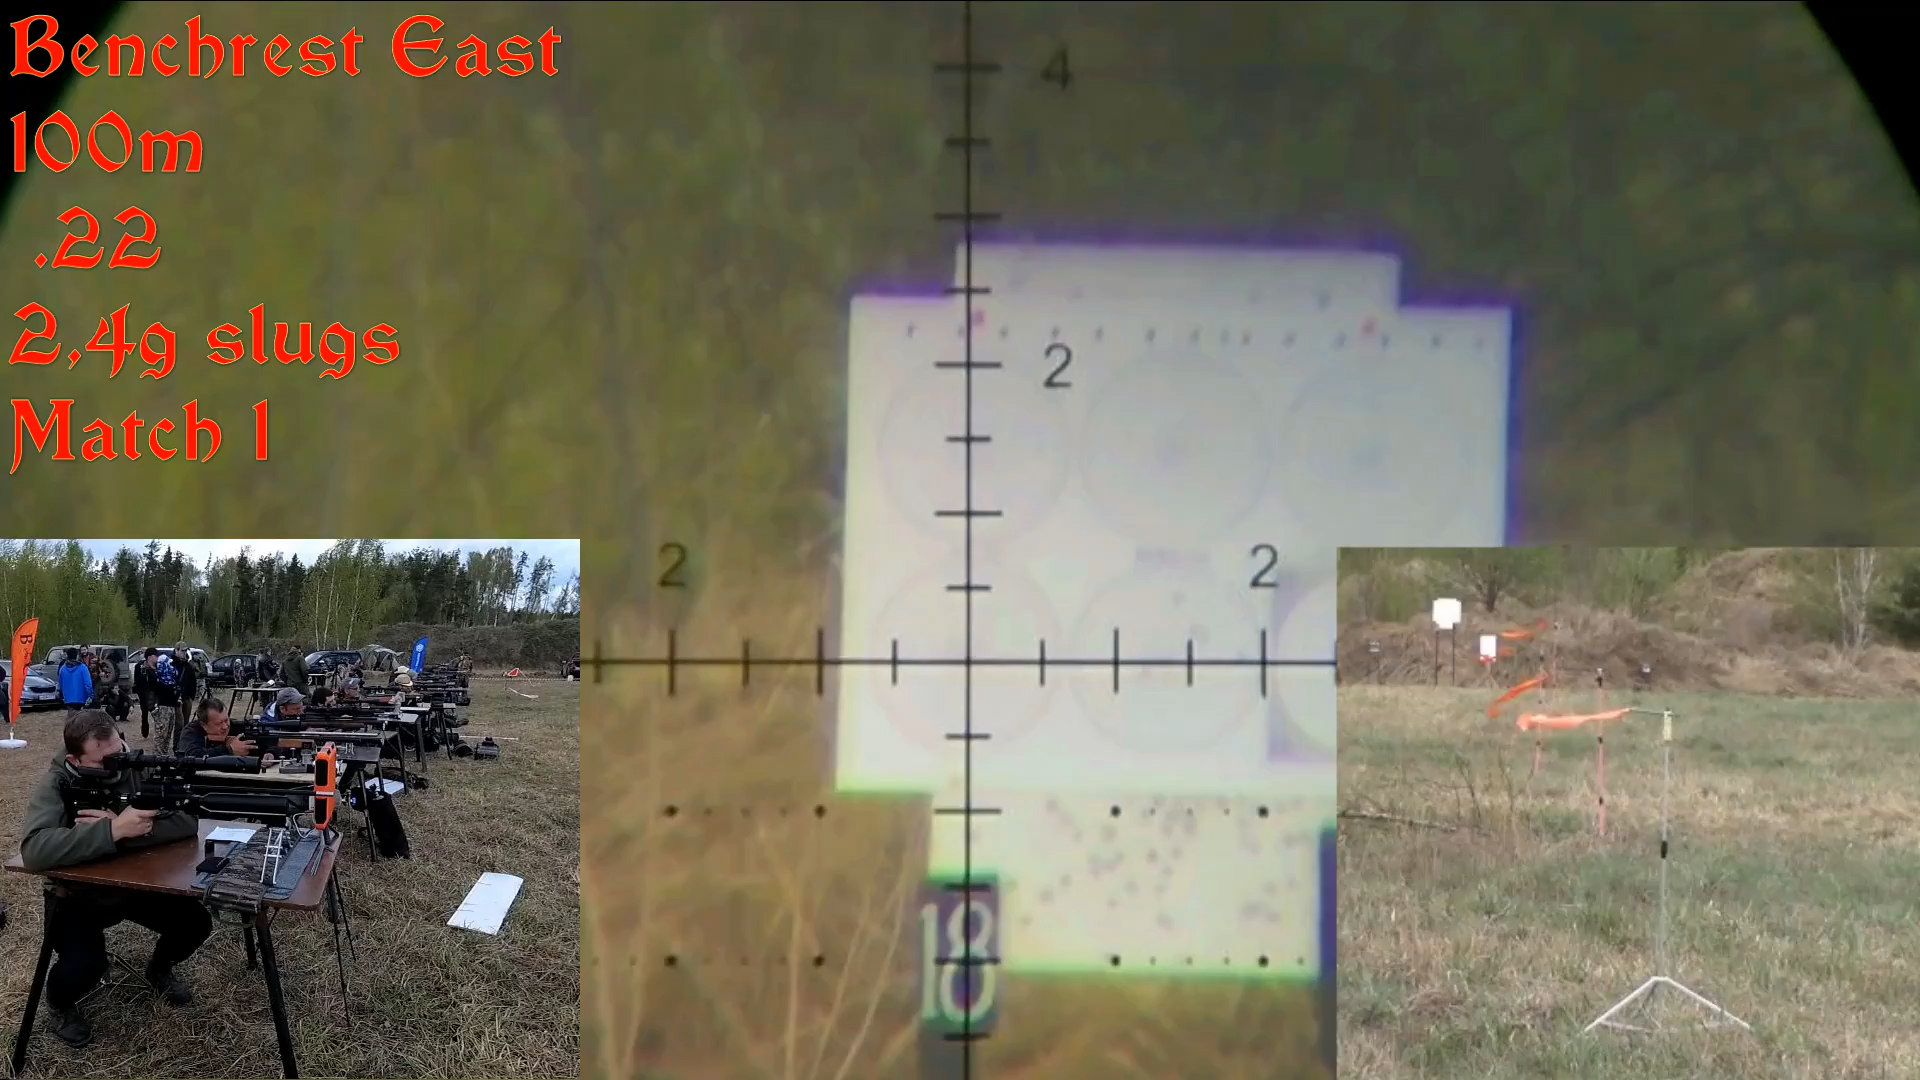 Benchrest East
100m
.22
2,4g slugs
Match 1
4
2
2 2
18